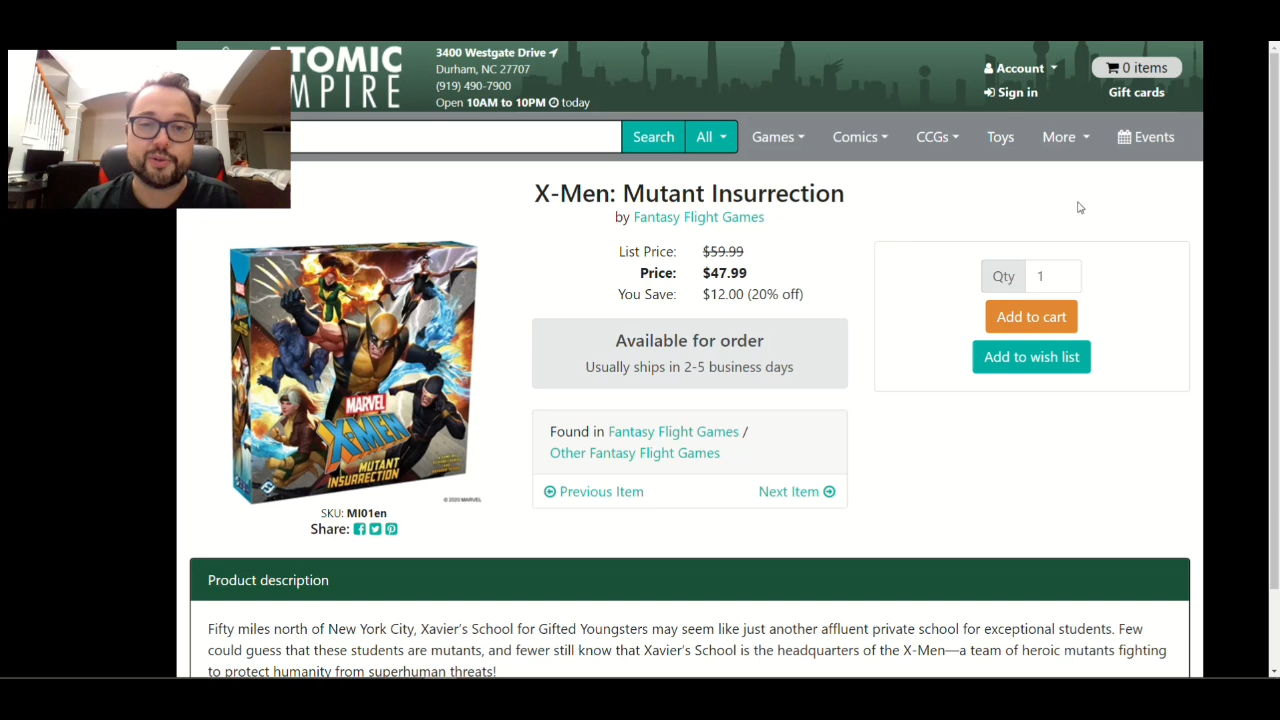 ATOMIC
MPIRE
3400 Westgate Drive
Durham, NC 27707
(919) 490-7900
Open 10AM to 10PM today
Account
0 items
Sign in
Gift cards
Search
All
Games
Comics
CCGs
Toys
More
Events
X-Men: Mutant Insurrection
by Fantasy Flight Games
List Price: $59.99
Price: $47.99
You Save: $12.00 (20% off)
Qty 1
Add to cart
Add to wish list
Available for order
Usually ships in 2-5 business days
Found in Fantasy Flight Games /
Other Fantasy Flight Games
Previous Item
Next Item
MARVEL
X-MEN
MUTANT
INSURRECTION
© 2020 MARVEL
SKU: MI01en
Share:
Product description
Fifty miles north of New York City, Xavier’s School for Gifted Youngsters may seem like just another affluent private school for exceptional students. Few
could guess that these students are mutants, and fewer still know that Xavier’s School is the headquarters of the X-Men—a team of heroic mutants fighting
to protect humanity from superhuman threats!